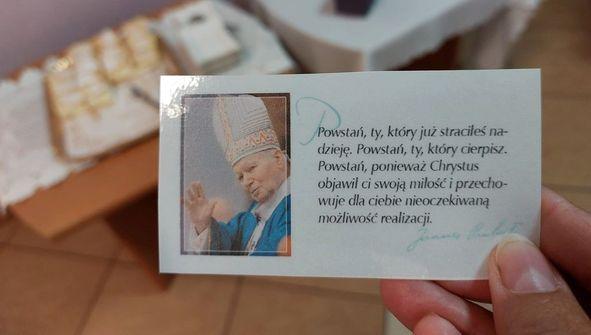 Powstań, ty, który już straciłeś na-
dzieję. Powstań, ty, który cierpisz.
Powstań, ponieważ Chrystus
objawił ci swoją miłość i przecho-
wuje dla ciebie nieoczekiwaną
możliwość realizacji.